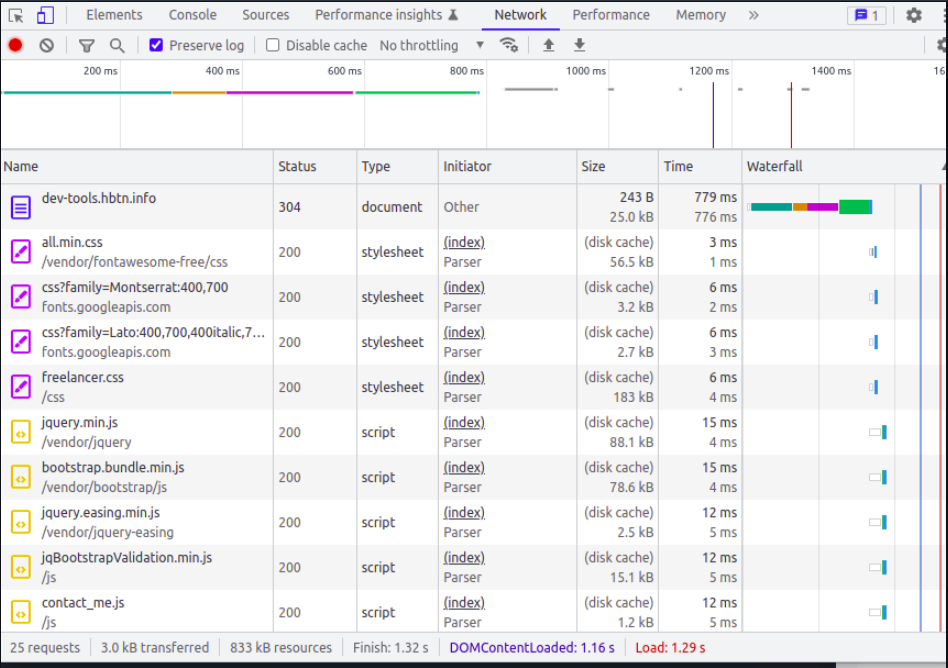 Elements Console Sources Performance insights Network Performance Memory » 1
Preserve log Disable cache No throttling
200 ms 400 ms 600 ms 800 ms 1000 ms 1200 ms 1400 ms 16
Name Status Type Initiator Size Time Waterfall
dev-tools.hbtn.info 304 document Other 243 B 779 ms
25.0 kB 776 ms
all.min.css 200 stylesheet (index) (disk cache) 3 ms
/vendor/fontawesome-free/css Parser 56.5 kB 1 ms
css?family=Montserrat:400,700 200 stylesheet (index) (disk cache) 6 ms
fonts.googleapis.com Parser 3.2 kB 2 ms
css?family=Lato:400,700,400italic,7... 200 stylesheet (index) (disk cache) 6 ms
fonts.googleapis.com Parser 2.7 kB 3 ms
freelancer.css 200 stylesheet (index) (disk cache) 6 ms
/css Parser 183 kB 4 ms
jquery.min.js 200 script (index) (disk cache) 15 ms
/vendor/jquery Parser 88.1 kB 4 ms
bootstrap.bundle.min.js 200 script (index) (disk cache) 15 ms
/vendor/bootstrap/js Parser 78.6 kB 4 ms
jquery.easing.min.js 200 script (index) (disk cache) 12 ms
/vendor/jquery-easing Parser 2.5 kB 5 ms
jqBootstrapValidation.min.js 200 script (index) (disk cache) 12 ms
/js Parser 15.1 kB 5 ms
contact_me.js 200 script (index) (disk cache) 12 ms
/js Parser 1.2 kB 5 ms
25 requests 3.0 kB transferred 833 kB resources Finish: 1.32 s DOMContentLoaded: 1.16 s Load: 1.29 s